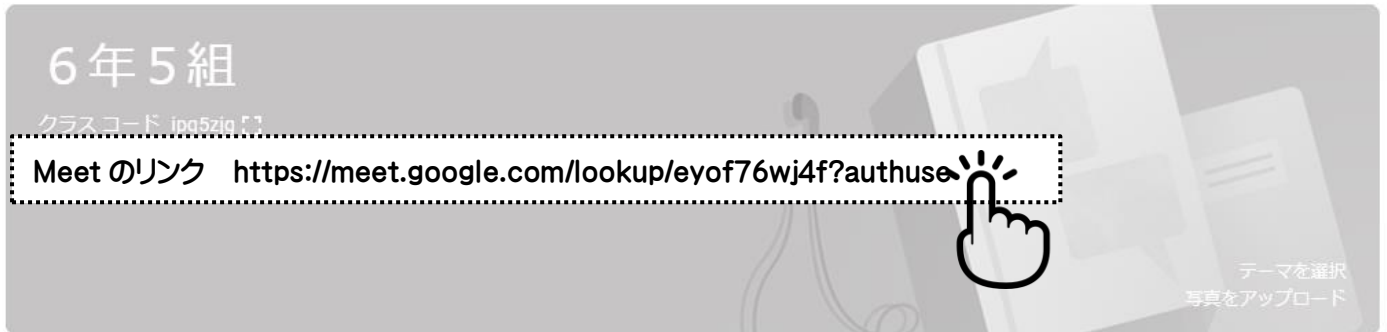 6年5組
クラス コード ipq5zjg
Meet のリンク https://meet.google.com/lookup/eyof76wj4f?authuse
テーマを選択
写真をアップロード